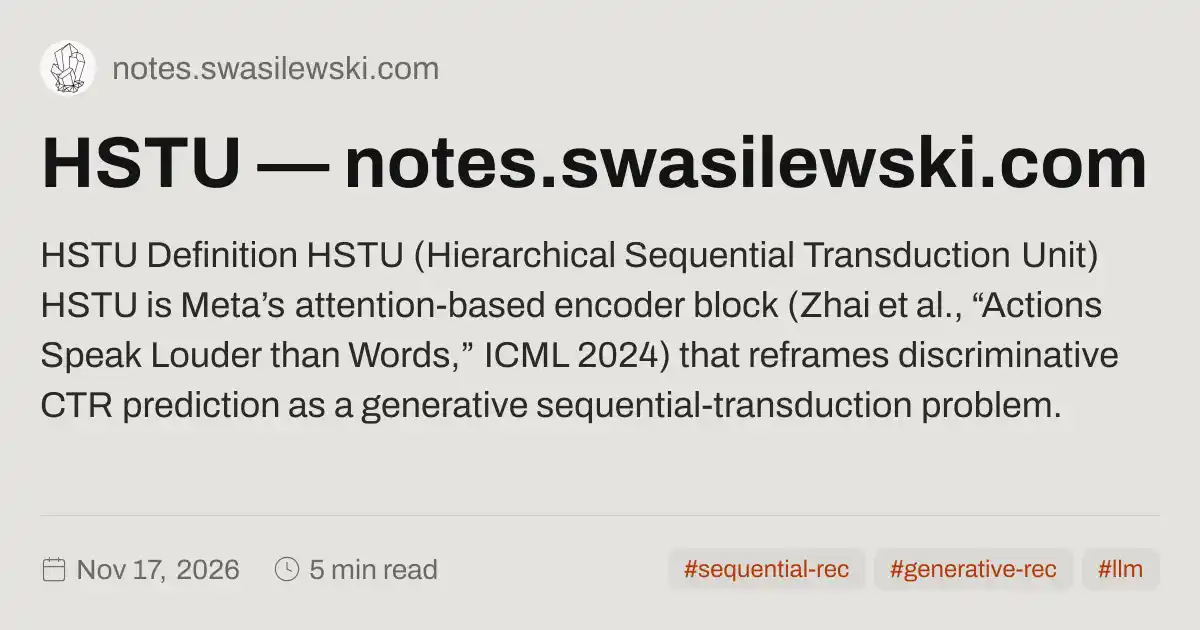 notes.swasilewski.com
HSTU — notes.swasilewski.com
HSTU Definition HSTU (Hierarchical Sequential Transduction Unit)
HSTU is Meta’s attention-based encoder block (Zhai et al., “Actions
Speak Louder than Words,” ICML 2024) that reframes discriminative
CTR prediction as a generative sequential-transduction problem.
Nov 17, 2026 5 min read #sequential-rec #generative-rec #llm